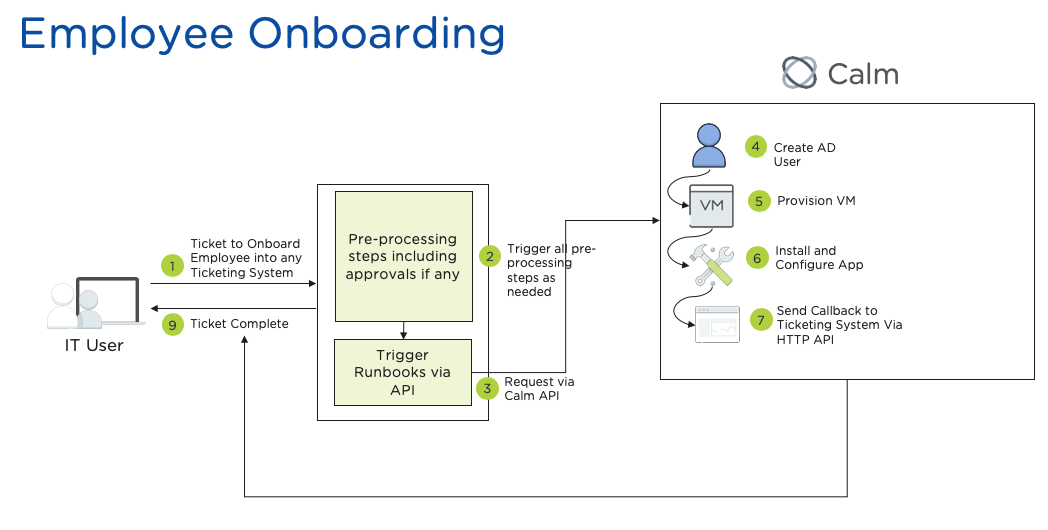 Employee Onboarding
Calm
4
Create AD
User
VM
5
Provision VM
6
Install and
Configure App
7
Send Callback to
Ticketing System Via
HTTP API
1
Ticket to Onboard
Employee into any
Ticketing System
Pre-processing
steps including
approvals if any
2
Trigger all pre-
processing
steps as
needed
9
Ticket Complete
IT User
Trigger
Runbooks via
API
3
Request via
Calm API